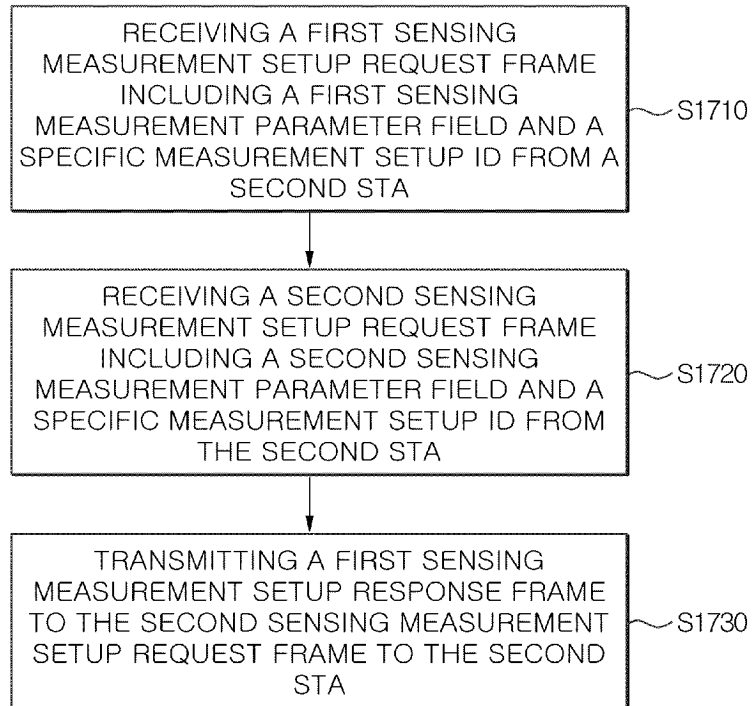 RECEIVING A FIRST SENSING
MEASUREMENT SETUP REQUEST FRAME
INCLUDING A FIRST SENSING
MEASUREMENT PARAMETER FIELD AND A
SPECIFIC MEASUREMENT SETUP ID FROM A
SECOND STA
S1710
RECEIVING A SECOND SENSING
MEASUREMENT SETUP REQUEST FRAME
INCLUDING A SECOND SENSING
MEASUREMENT PARAMETER FIELD AND A
SPECIFIC MEASUREMENT SETUP ID FROM
THE SECOND STA
S1720
TRANSMITTING A FIRST SENSING
MEASUREMENT SETUP RESPONSE FRAME
TO THE SECOND SENSING MEASUREMENT
SETUP REQUEST FRAME TO THE SECOND
STA
S1730